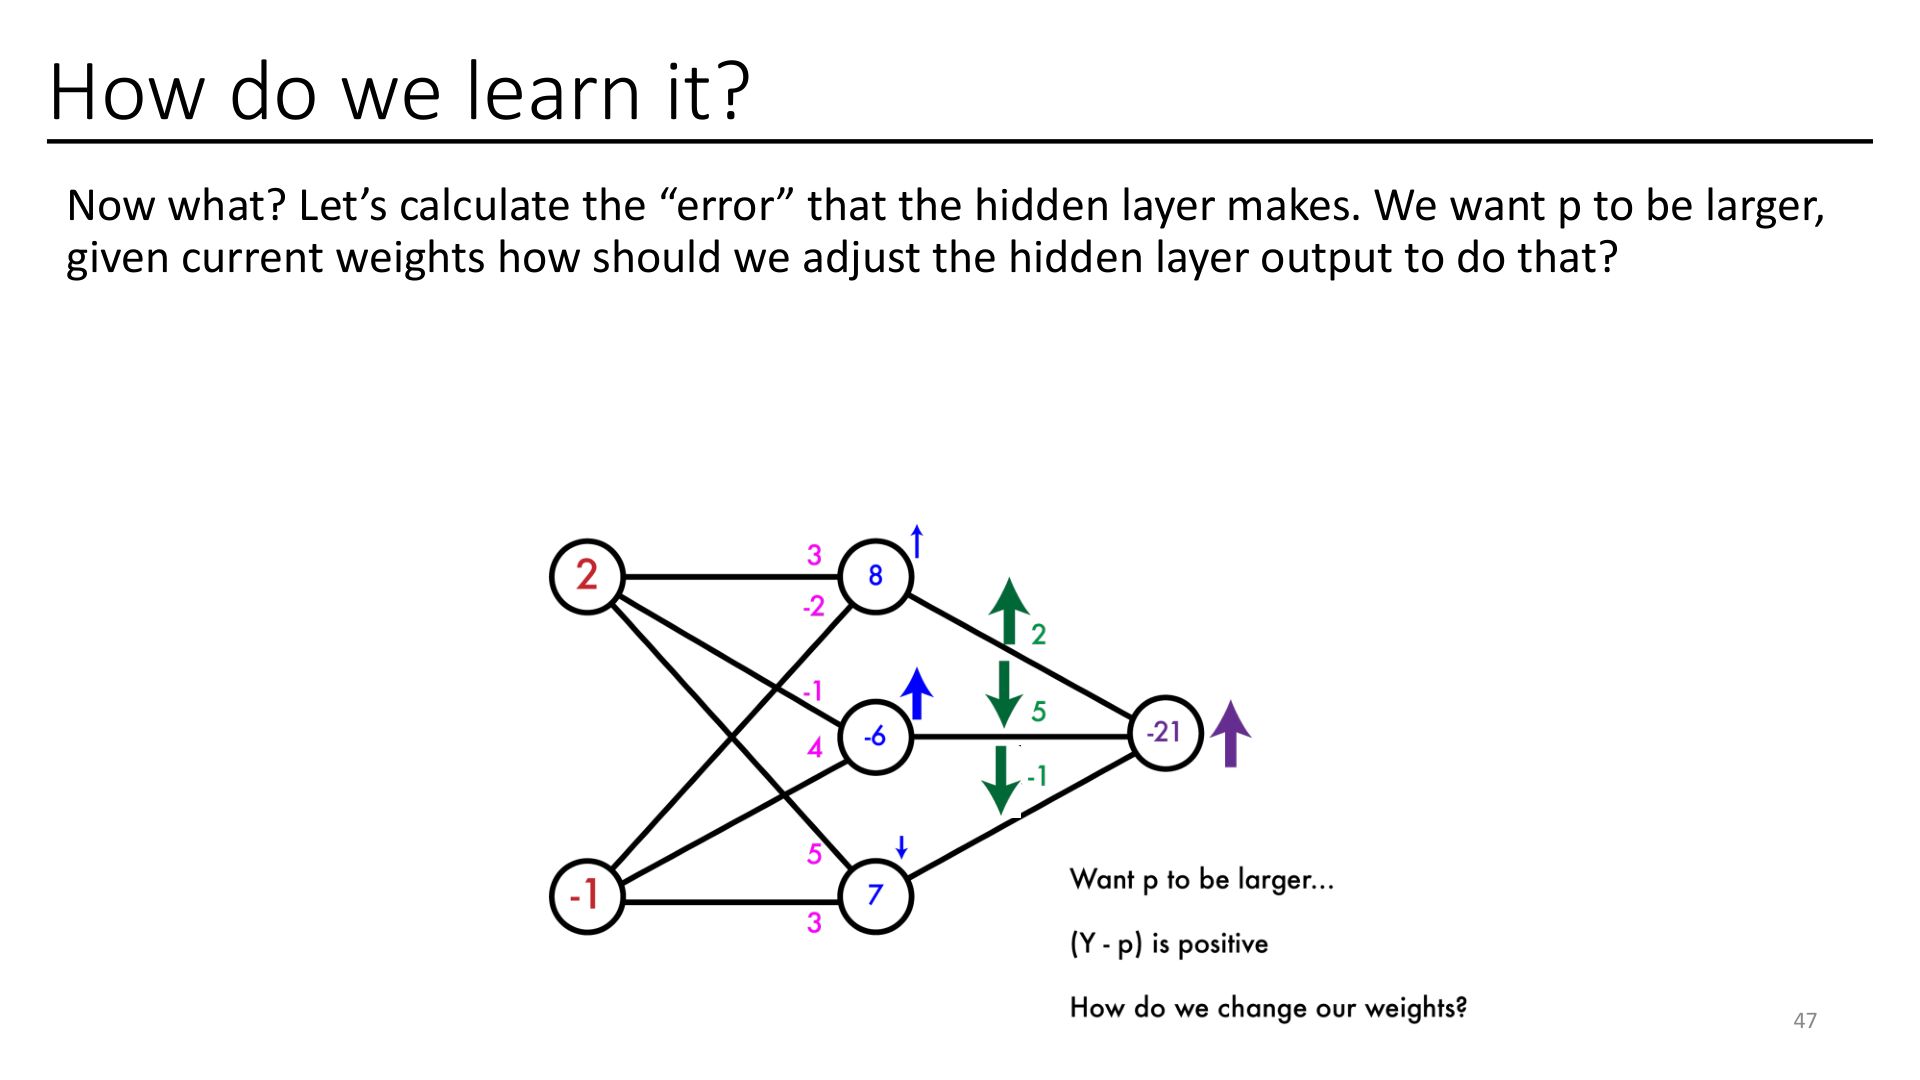 How do we learn it?
Now what? Let’s calculate the “error” that the hidden layer makes. We want p to be larger,
given current weights how should we adjust the hidden layer output to do that?
2
3
8
-2
2
-1
5
-6
-21
4
-1
5
-1
7
3
Want p to be larger...
(Y - p) is positive
How do we change our weights?
47